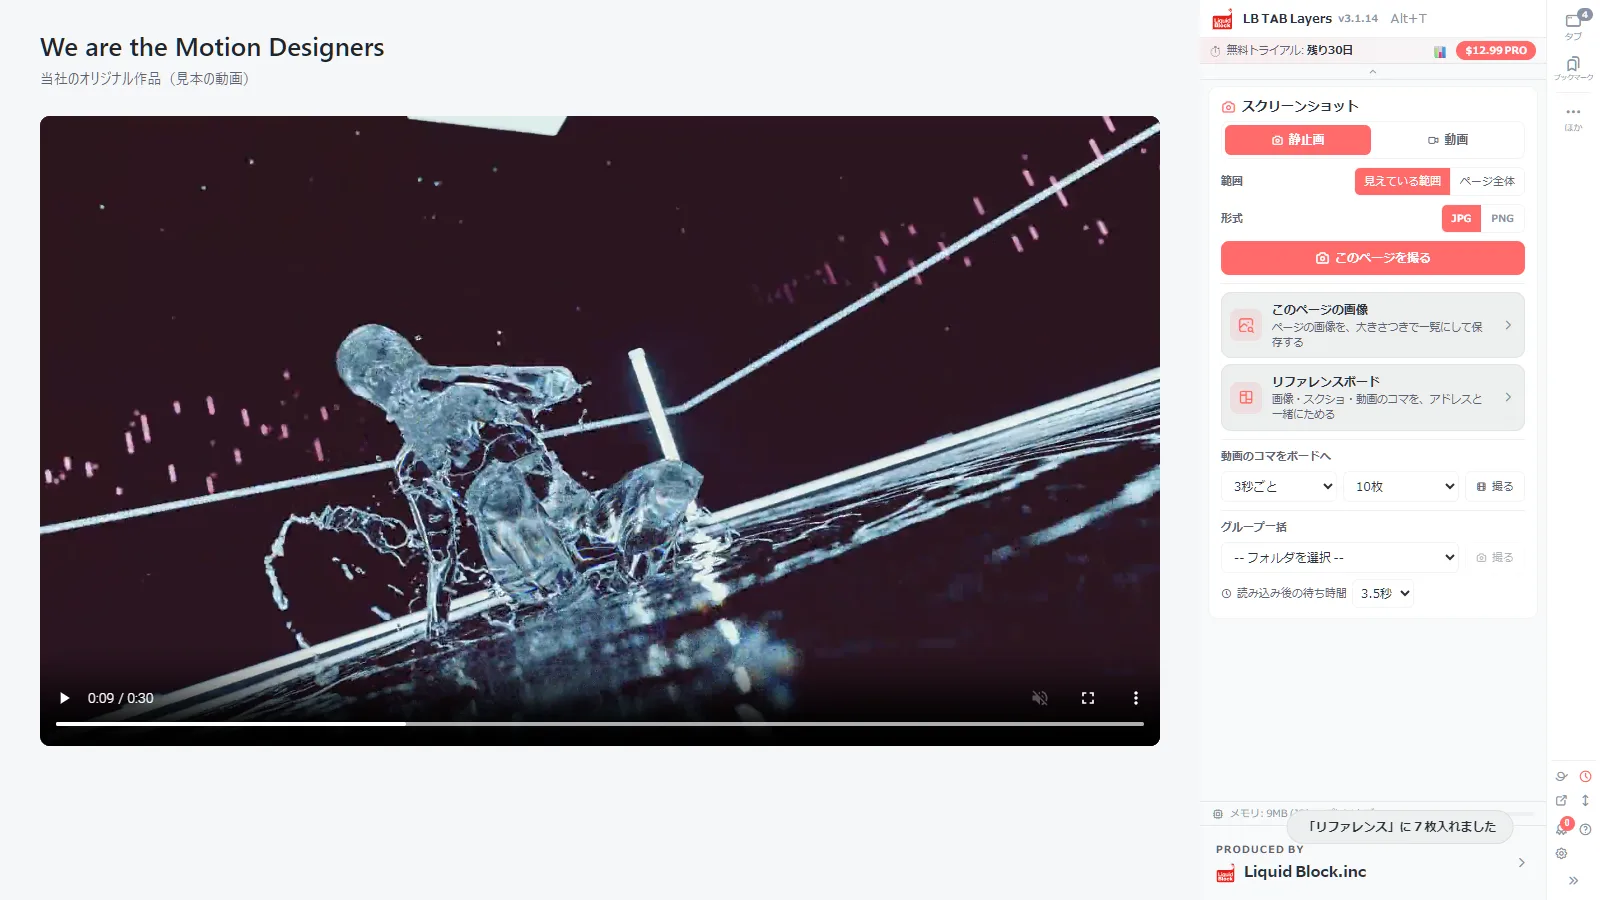 We are the Motion Designers
当社のオリジナル作品（見本の動画）
0:09 / 0:30
Liquid Block
LB TAB Layers v3.1.14 Alt+T
無料トライアル: 残り30日
$12.99 PRO
スクリーンショット
静止画
動画
範囲
見えている範囲
ページ全体
形式
JPG
PNG
このページを撮る
このページの画像
ページの画像を、大きさつきで一覧にして保
存する
リファレンスボード
画像・スクショ・動画のコマを、アドレスと
一緒にためる
動画のコマをボードへ
3秒ごと
10枚
撮る
グループ一括
-- フォルダを選択 --
撮る
読み込み後の待ち時間
3.5秒
メモリ: 9MB
「リファレンス」に７枚入れました
PRODUCED BY
Liquid Block
Liquid Block.inc
4
タブ
ブックマーク
ほか
0